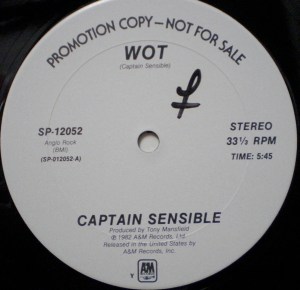 PROMOTION COPY—NOT FOR SALE
WOT
(Captain Sensible)
SP-12052
Anglo Rock
(BMI)
(SP-012052-A)
STEREO
33⅓ RPM
TIME: 5:45
CAPTAIN SENSIBLE
Produced by Tony Mansfield
℗ 1982 A&M Records, Ltd.
Released in the United States by
A&M Records, Inc.
A&M
RECORDS
Y